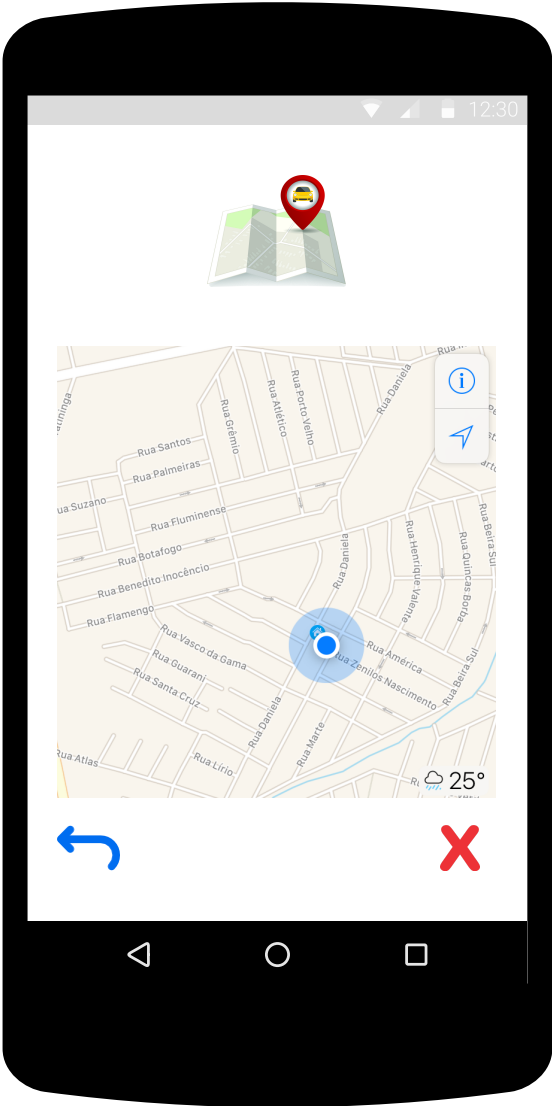 12:30
Rua Daniela
Rua Grêmio
Rua Atlético
Rua Porto Velho
Rua Santos
Rua Palmeiras
Rua Fluminense
Rua Botafogo
Rua Benedito Inocêncio
Rua Flamengo
Rua Daniela
Rua Henrique Valente
Rua Quincas Borba
Rua Beira Sul
Rua Vasco da Gama
Rua Guarani
Rua Santa Cruz
Rua América
Rua Zenilos Nascimento
Rua Beira Sul
Rua Daniela
Rua Marte
Rua Atlas
Rua Lírio
25°